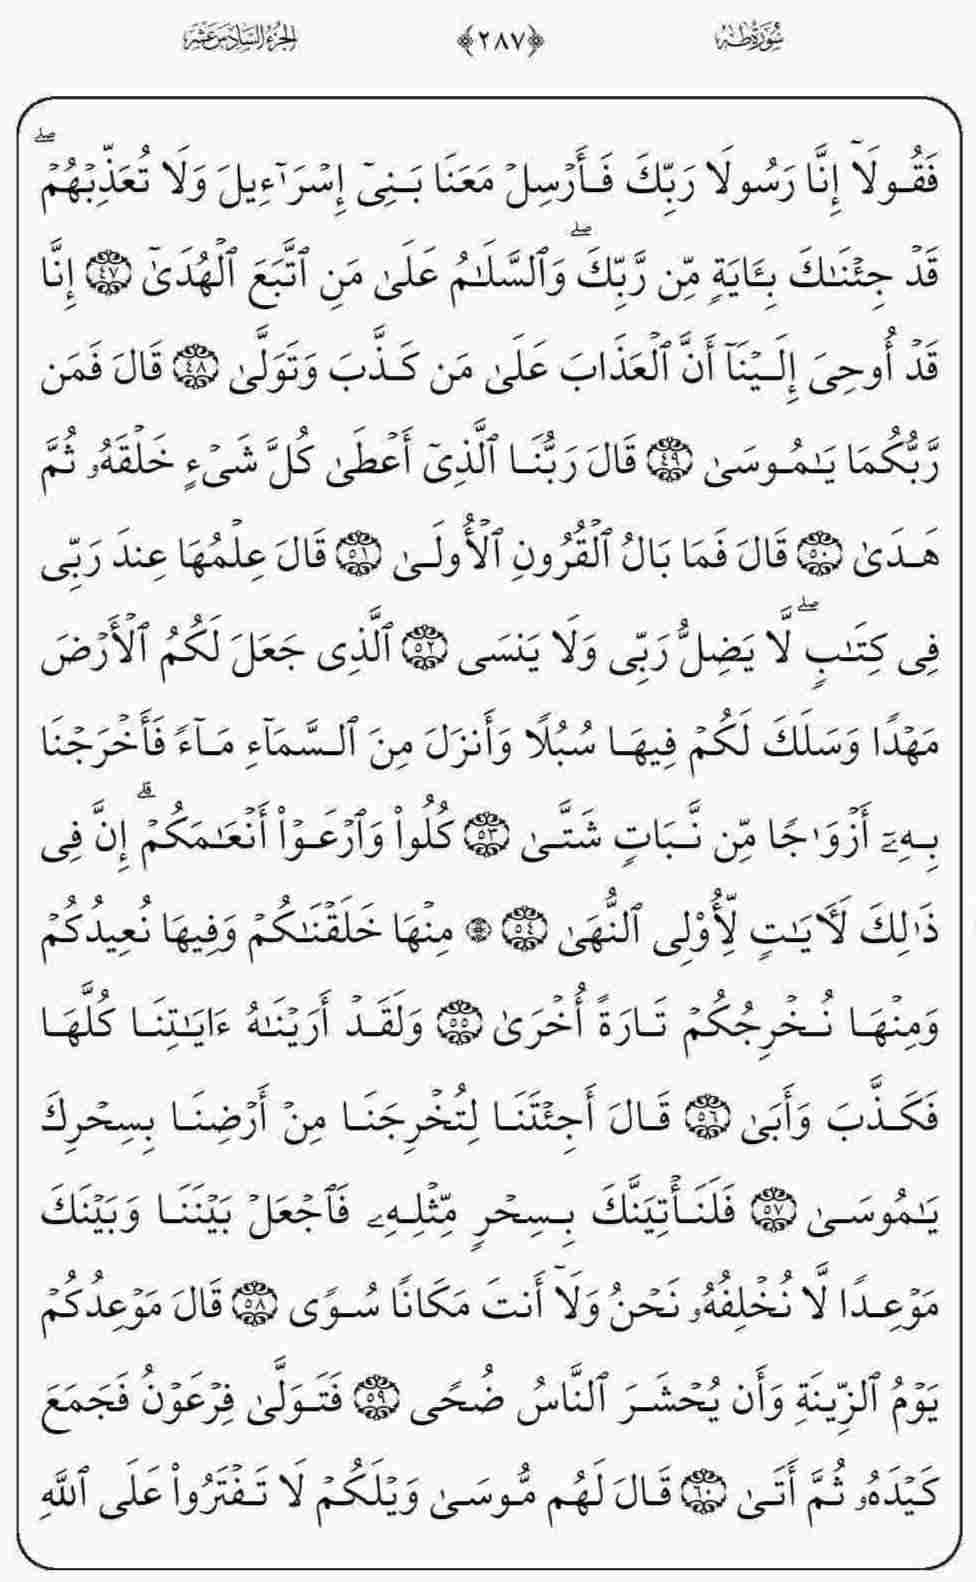 سُورَةُ طه ﴿٢٨٧﴾ الجُزْءُ السَّادِسَ عَشَرَ
فَقُولَآ إِنَّا رَسُولَا رَبِّكَ فَأَرْسِلْ مَعَنَا بَنِىٓ إِسْرَٰٓءِيلَ وَلَا تُعَذِّبْهُمْ ۖ
قَدْ جِئْنَٰكَ بِـَٔايَةٍ مِّن رَّبِّكَ ۖ وَٱلسَّلَٰمُ عَلَىٰ مَنِ ٱتَّبَعَ ٱلْهُدَىٰٓ ٤٧ إِنَّا
قَدْ أُوحِىَ إِلَيْنَآ أَنَّ ٱلْعَذَابَ عَلَىٰ مَن كَذَّبَ وَتَوَلَّىٰ ٤٨ قَالَ فَمَن
رَّبُّكُمَا يَٰمُوسَىٰ ٤٩ قَالَ رَبُّنَا ٱلَّذِىٓ أَعْطَىٰ كُلَّ شَىْءٍ خَلْقَهُۥ ثُمَّ
هَدَىٰ ٥٠ قَالَ فَمَا بَالُ ٱلْقُرُونِ ٱلْأُولَىٰ ٥١ قَالَ عِلْمُهَا عِندَ رَبِّى
فِى كِتَٰبٍ ۖ لَّا يَضِلُّ رَبِّى وَلَا يَنسَى ٥٢ ٱلَّذِى جَعَلَ لَكُمُ ٱلْأَرْضَ
مَهْدًا وَسَلَكَ لَكُمْ فِيهَا سُبُلًا وَأَنزَلَ مِنَ ٱلسَّمَآءِ مَآءً فَأَخْرَجْنَا
بِهِۦٓ أَزْوَٰجًا مِّن نَّبَاتٍ شَتَّىٰ ٥٣ كُلُوا۟ وَٱرْعَوْا۟ أَنْعَٰمَكُمْ ۗ إِنَّ فِى
ذَٰلِكَ لَـَٔايَٰتٍ لِّأُو۟لِى ٱلنُّهَىٰ ٥٤ ۞ مِنْهَا خَلَقْنَٰكُمْ وَفِيهَا نُعِيدُكُمْ
وَمِنْهَا نُخْرِجُكُمْ تَارَةً أُخْرَىٰ ٥٥ وَلَقَدْ أَرَيْنَٰهُ ءَايَٰتِنَا كُلَّهَا
فَكَذَّبَ وَأَبَىٰ ٥٦ قَالَ أَجِئْتَنَا لِتُخْرِجَنَا مِنْ أَرْضِنَا بِسِحْرِكَ
يَٰمُوسَىٰ ٥٧ فَلَنَأْتِيَنَّكَ بِسِحْرٍ مِّثْلِهِۦ فَٱجْعَلْ بَيْنَنَا وَبَيْنَكَ
مَوْعِدًا لَّا نُخْلِفُهُۥ نَحْنُ وَلَآ أَنتَ مَكَانًا سُوًى ٥٨ قَالَ مَوْعِدُكُمْ
يَوْمُ ٱلزِّينَةِ وَأَن يُحْشَرَ ٱلنَّاسُ ضُحًى ٥٩ فَتَوَلَّىٰ فِرْعَوْنُ فَجَمَعَ
كَيْدَهُۥ ثُمَّ أَتَىٰ ٦٠ قَالَ لَهُم مُّوسَىٰ وَيْلَكُمْ لَا تَفْتَرُوا۟ عَلَى ٱللَّهِ